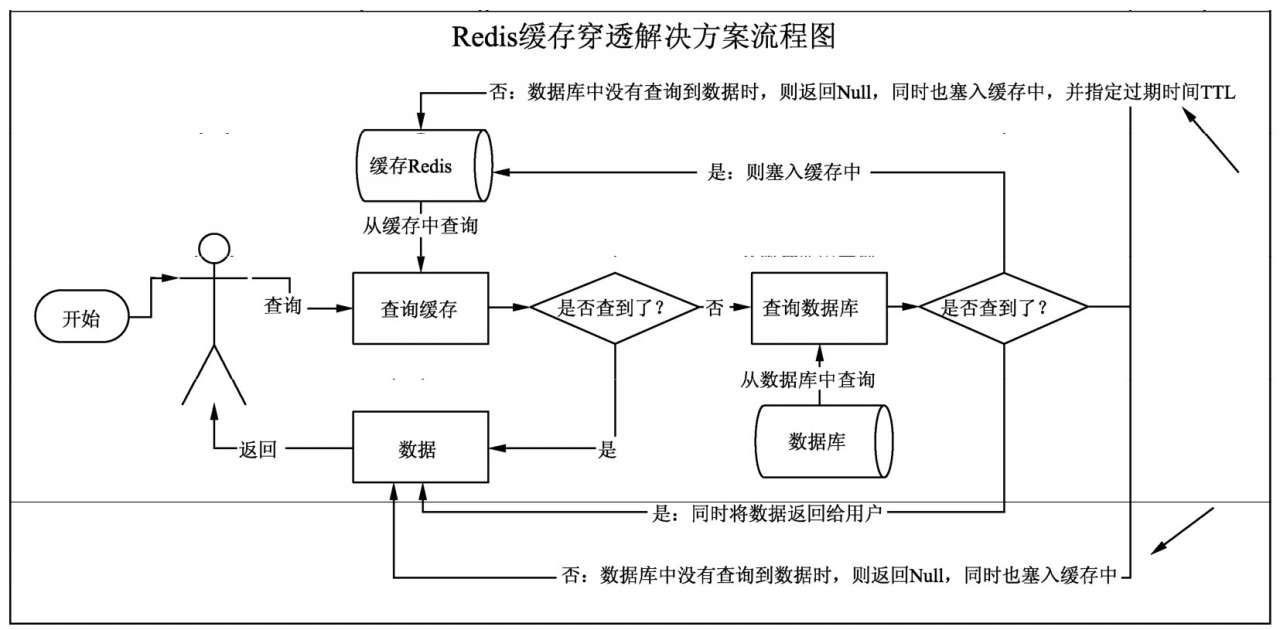 Redis缓存穿透解决方案流程图
否：数据库中没有查询到数据时，则返回Null，同时也塞入缓存中，并指定过期时间TTL
缓存Redis
是：则塞入缓存中
从缓存中查询
开始
查询
查询缓存
是否查到了？
否
查询数据库
是否查到了？
从数据库中查询
返回
数据
是
数据库
是：同时将数据返回给用户
否：数据库中没有查询到数据时，则返回Null，同时也塞入缓存中